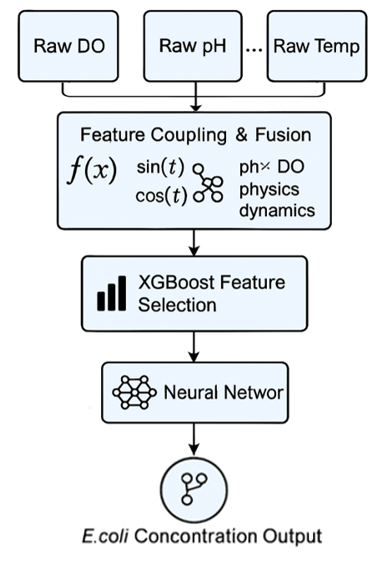 Raw DO Raw pH ... Raw Temp
Feature Coupling & Fusion
f(x) sin(t) ph× DO
cos(t) physics
dynamics
XGBoost Feature
Selection
Neural Networ
E.coli Concontration Output